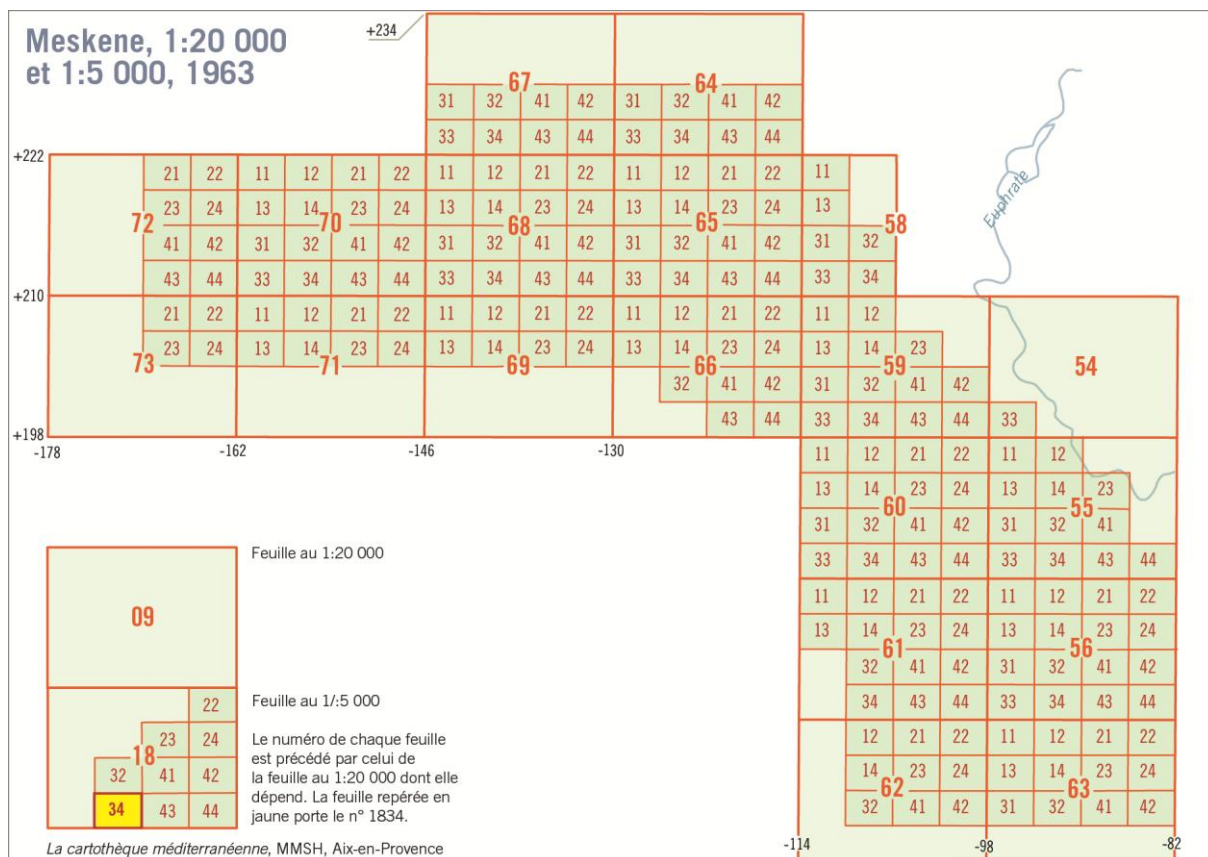 Meskene, 1:20 000
et 1:5 000, 1963
+234
67 64
31 32 41 42 31 32 41 42
33 34 43 44 33 34 43 44
+222
21 22 11 12 21 22 11 12 21 22 11 12 21 22 11
23 24 13 14 23 24 13 14 23 24 13 14 23 24 13
72 70 68 65 58
41 42 31 32 41 42 31 32 41 42 31 32 41 42 31 32
43 44 33 34 43 44 33 34 43 44 33 34 43 44 33 34
Euphrate
+210
21 22 11 12 21 22 11 12 21 22 11 12 21 22 11 12
23 24 13 14 23 24 13 14 23 24 13 14 23 24 13 14 23
73 71 69 66 59 54
32 41 42 31 32 41 42
43 44 33 34 43 44 33
+198
-178 -162 -146 -130
11 12 21 22 11 12
13 14 23 24 13 14 23
60 55
31 32 41 42 31 32 41
33 34 43 44 33 34 43 44
11 12 21 22 11 12 21 22
13 14 23 24 13 14 23 24
61 56
32 41 42 31 32 41 42
34 43 44 33 34 43 44
12 21 22 11 12 21 22
14 23 24 13 14 23 24
62 63
32 41 42 31 32 41 42
-114 -98 -82
Feuille au 1:20 000
09
Feuille au 1/:5 000
22
23 24
18
32 41 42
34 43 44
Le numéro de chaque feuille
est précédé par celui de
la feuille au 1:20 000 dont elle
dépend. La feuille repérée en
jaune porte le n° 1834.
La cartothèque méditerranéenne, MMSH, Aix-en-Provence